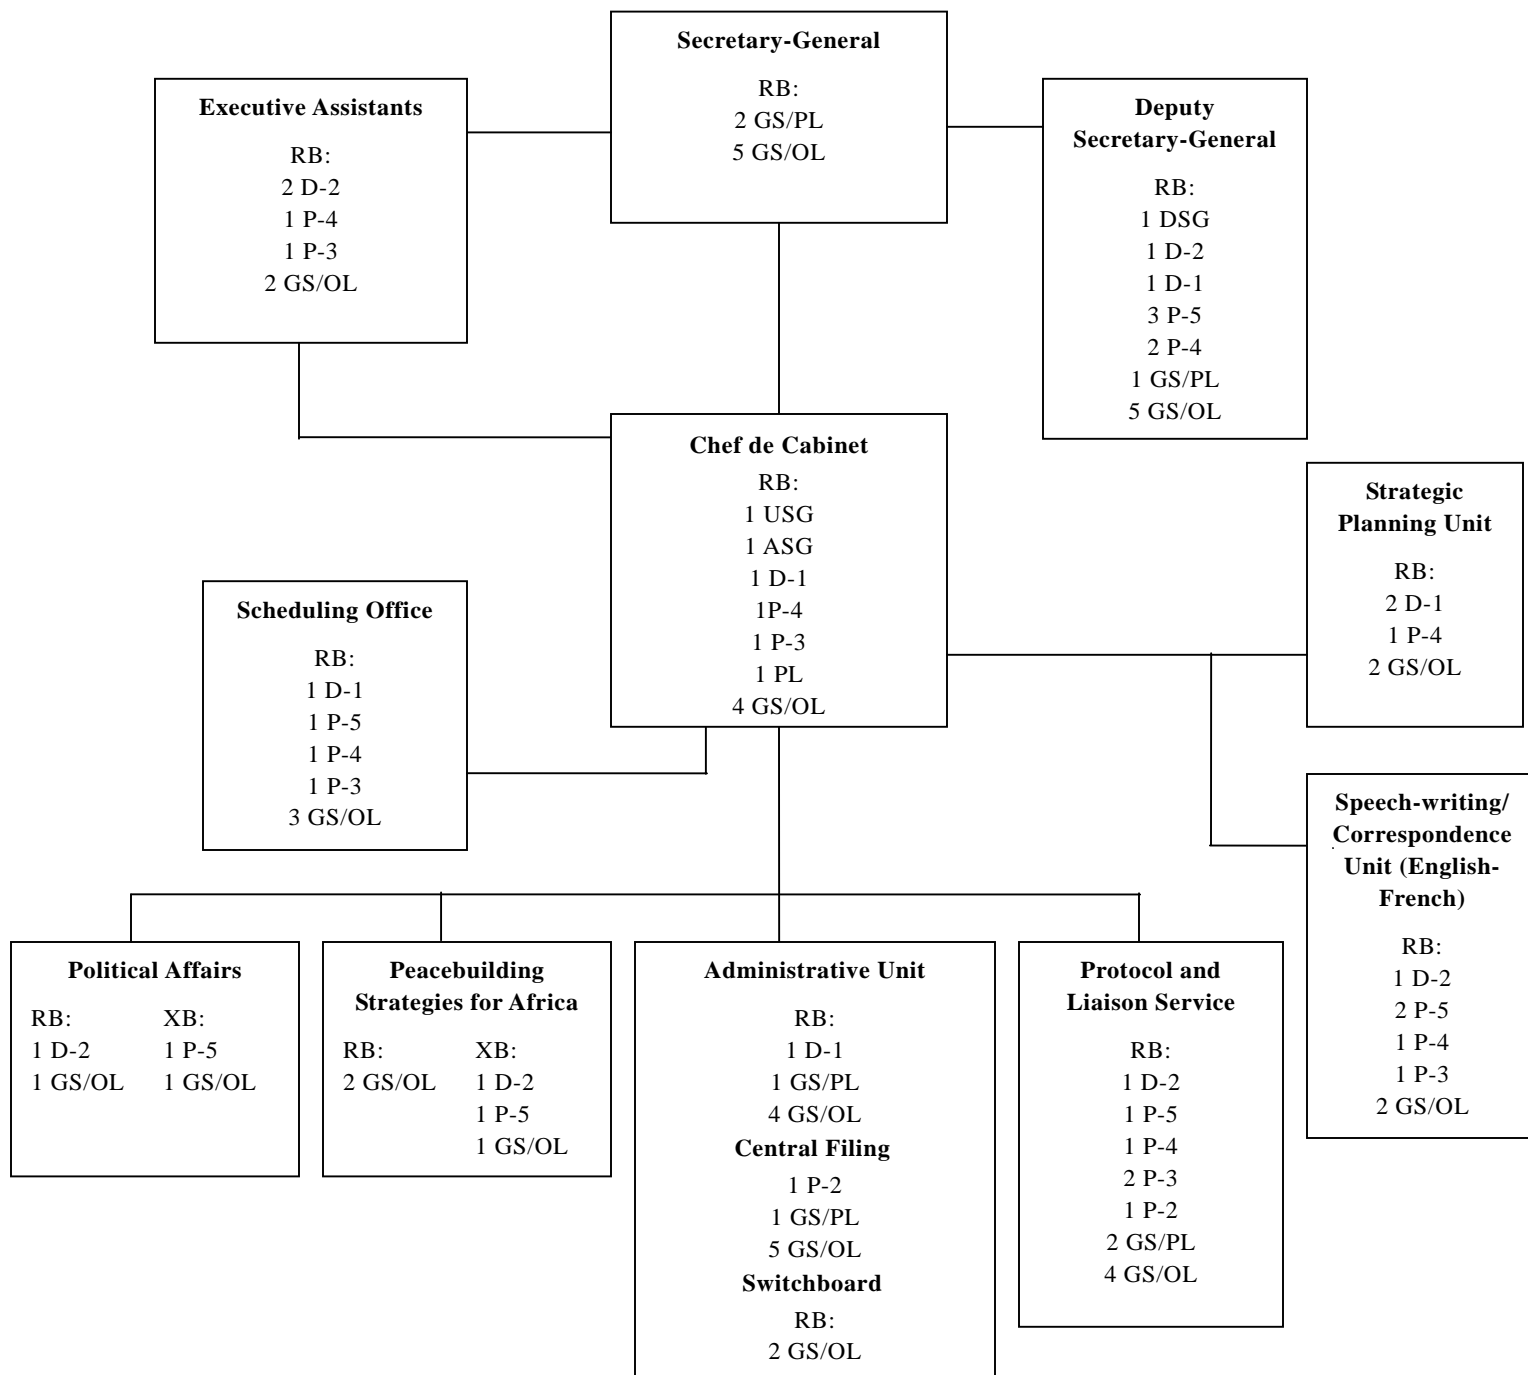 Secretary-General
RB:
2 GS/PL
5 GS/OL
Executive Assistants
RB:
2 D-2
1 P-4
1 P-3
2 GS/OL
Deputy
Secretary-General
RB:
1 DSG
1 D-2
1 D-1
3 P-5
2 P-4
1 GS/PL
5 GS/OL
Chef de Cabinet
RB:
1 USG
1 ASG
1 D-1
1P-4
1 P-3
1 PL
4 GS/OL
Strategic
Planning Unit
RB:
2 D-1
1 P-4
2 GS/OL
Scheduling Office
RB:
1 D-1
1 P-5
1 P-4
1 P-3
3 GS/OL
Speech-writing/
Correspondence
Unit (English-
French)
RB:
1 D-2
2 P-5
1 P-4
1 P-3
2 GS/OL
Political Affairs
RB: XB:
1 D-2 1 P-5
1 GS/OL 1 GS/OL
Peacebuilding
Strategies for Africa
RB: XB:
2 GS/OL 1 D-2
1 P-5
1 GS/OL
Administrative Unit
RB:
1 D-1
1 GS/PL
4 GS/OL
Central Filing
1 P-2
1 GS/PL
5 GS/OL
Switchboard
RB:
2 GS/OL
Protocol and
Liaison Service
RB:
1 D-2
1 P-5
1 P-4
2 P-3
1 P-2
2 GS/PL
4 GS/OL